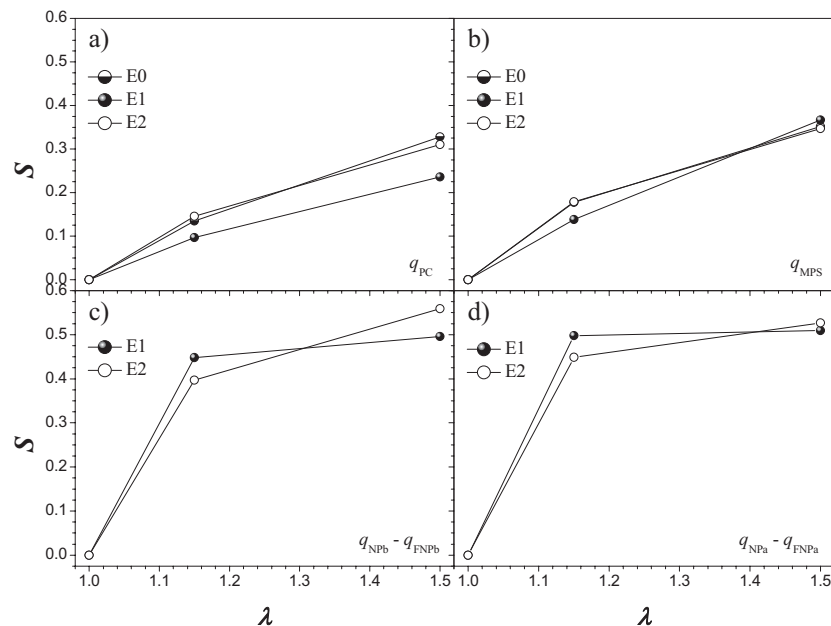 0.6
a)
b)
E0
E1
E2
E0
E1
E2
0.5
0.4
0.3
S
0.2
0.1
0.0
qPC
qMPS
0.6
c)
d)
E1
E2
E1
E2
0.5
0.4
0.3
S
0.2
0.1
0.0
qNPb - qFNPb
qNPa - qFNPa
1.0 1.1 1.2 1.3 1.4 1.5 1.0 1.1 1.2 1.3 1.4 1.5
λ λ